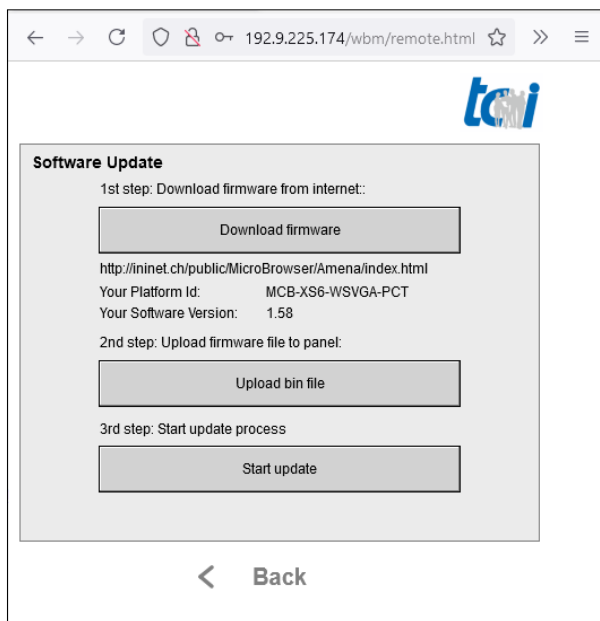 192.9.225.174/wbm/remote.html
tci
Software Update
1st step: Download firmware from internet::
Download firmware
http://ininet.ch/public/MicroBrowser/Amena/index.html
Your Platform Id: MCB-XS6-WSVGA-PCT
Your Software Version: 1.58
2nd step: Upload firmware file to panel:
Upload bin file
3rd step: Start update process
Start update
Back